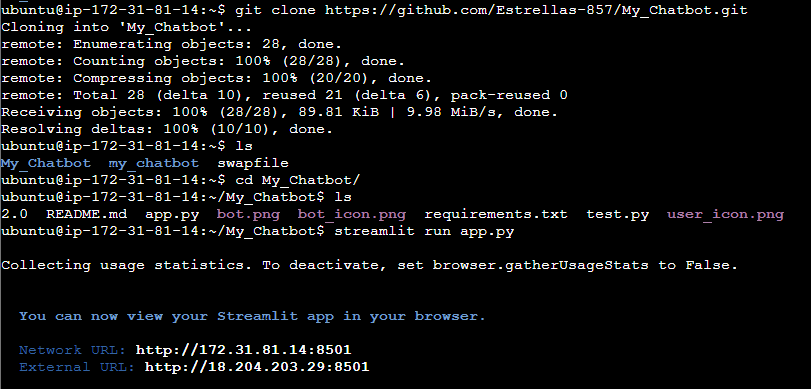 ubuntu@ip-172-31-81-14:~$ git clone https://github.com/Estrellas-857/My_Chatbot.git
Cloning into 'My_Chatbot'...
remote: Enumerating objects: 28, done.
remote: Counting objects: 100% (28/28), done.
remote: Compressing objects: 100% (20/20), done.
remote: Total 28 (delta 10), reused 21 (delta 6), pack-reused 0
Receiving objects: 100% (28/28), 89.81 KiB | 9.98 MiB/s, done.
Resolving deltas: 100% (10/10), done.
ubuntu@ip-172-31-81-14:~$ ls
My_Chatbot  my_chatbot  swapfile
ubuntu@ip-172-31-81-14:~$ cd My_Chatbot/
ubuntu@ip-172-31-81-14:~/My_Chatbot$ ls
2.0  README.md  app.py  bot.png  bot_icon.png  requirements.txt  test.py  user_icon.png
ubuntu@ip-172-31-81-14:~/My_Chatbot$ streamlit run app.py
Collecting usage statistics. To deactivate, set browser.gatherUsageStats to False.
You can now view your Streamlit app in your browser.
Network URL: http://172.31.81.14:8501
External URL: http://18.204.203.29:8501